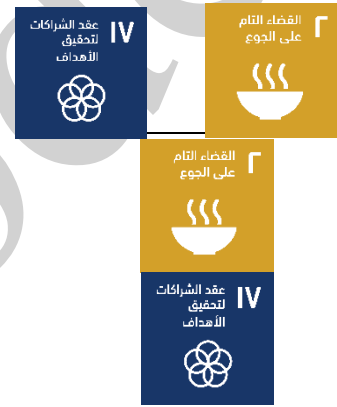 ٢ القضاء التام
على الجوع
١٧ عقد الشراكات
لتحقيق
الأهداف
٢ القضاء التام
على الجوع
١٧ عقد الشراكات
لتحقيق
الأهداف